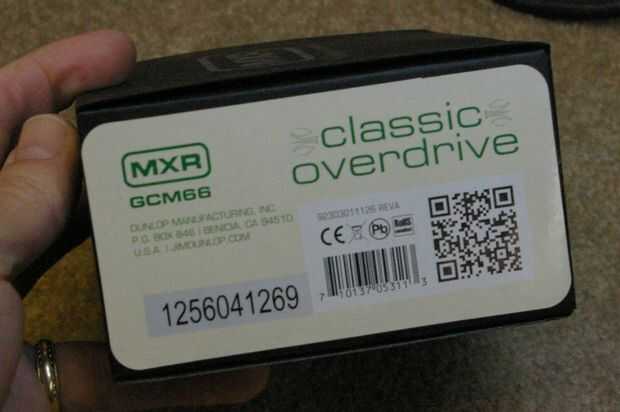 MXR
GCM66
classic
overdrive
DUNLOP MANUFACTURING, INC.
P.O. BOX 846 | BENICIA, CA 94510
U.S.A. | JIMDUNLOP.COM
92303011126 REVA
CE Pb RoHS
7 10137 05311 3
1256041269
MXR